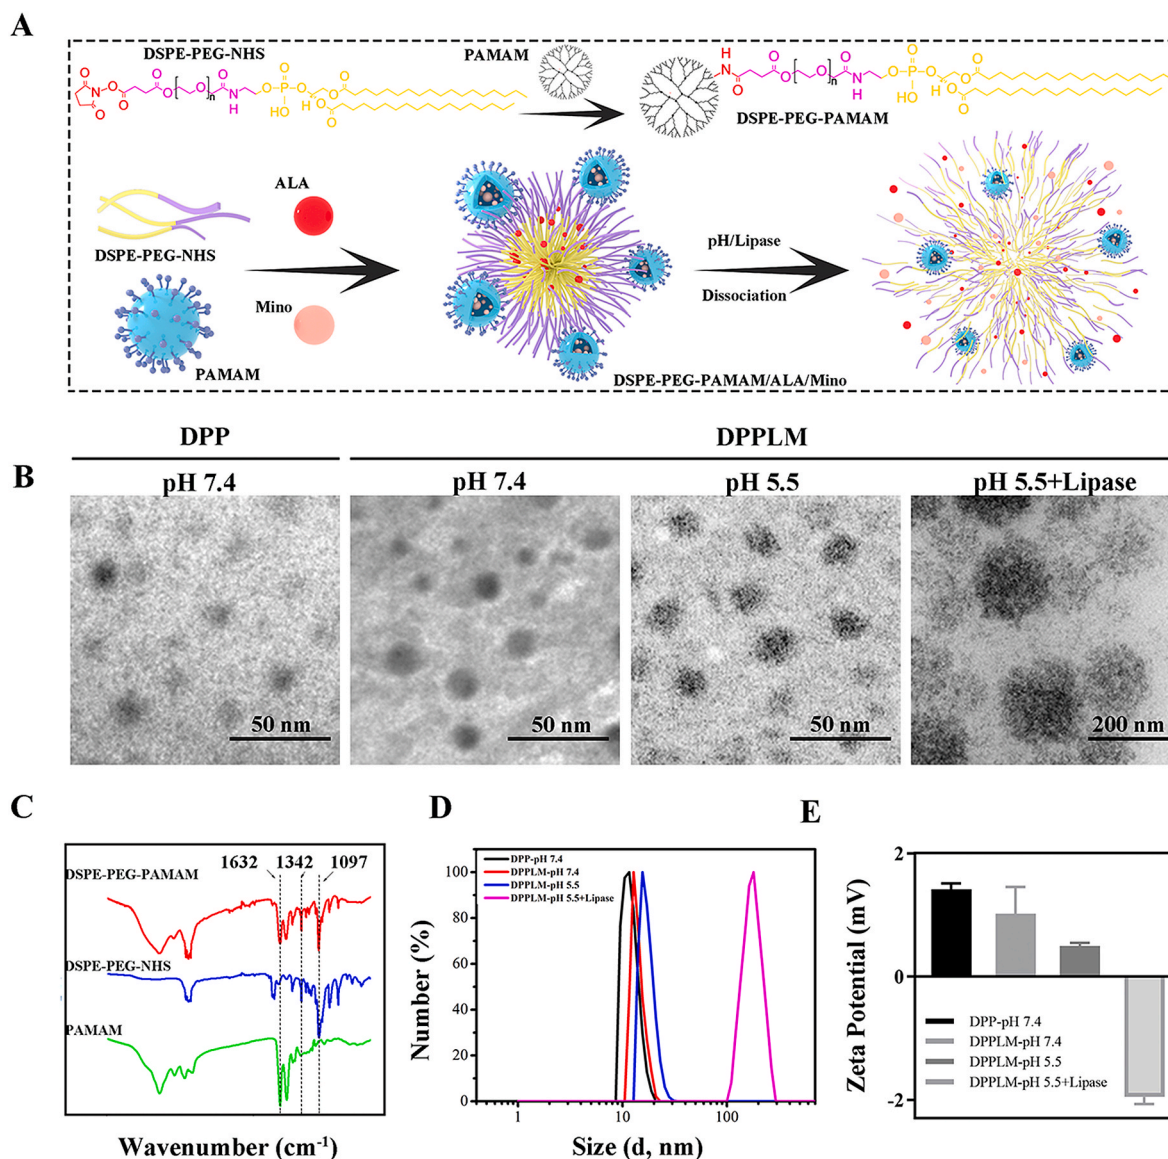 A
DSPE-PEG-NHS
PAMAM
DSPE-PEG-PAMAM
ALA
DSPE-PEG-NHS
Mino
PAMAM
pH/Lipase
Dissociation
DSPE-PEG-PAMAM/ALA/Mino
DPP
DPPLM
B
pH 7.4
pH 7.4
pH 5.5
pH 5.5+Lipase
50 nm
50 nm
50 nm
200 nm
C
1632
1342
1097
DSPE-PEG-PAMAM
DSPE-PEG-NHS
PAMAM
Wavenumber (cm⁻¹)
D
DPP-pH 7.4
DPPLM-pH 7.4
DPPLM-pH 5.5
DPPLM-pH 5.5+Lipase
100
80
60
40
20
0
1
10
100
Number (%)
Size (d, nm)
E
2
0
-2
Zeta Potential (mV)
DPP-pH 7.4
DPPLM-pH 7.4
DPPLM-pH 5.5
DPPLM-pH 5.5+Lipase